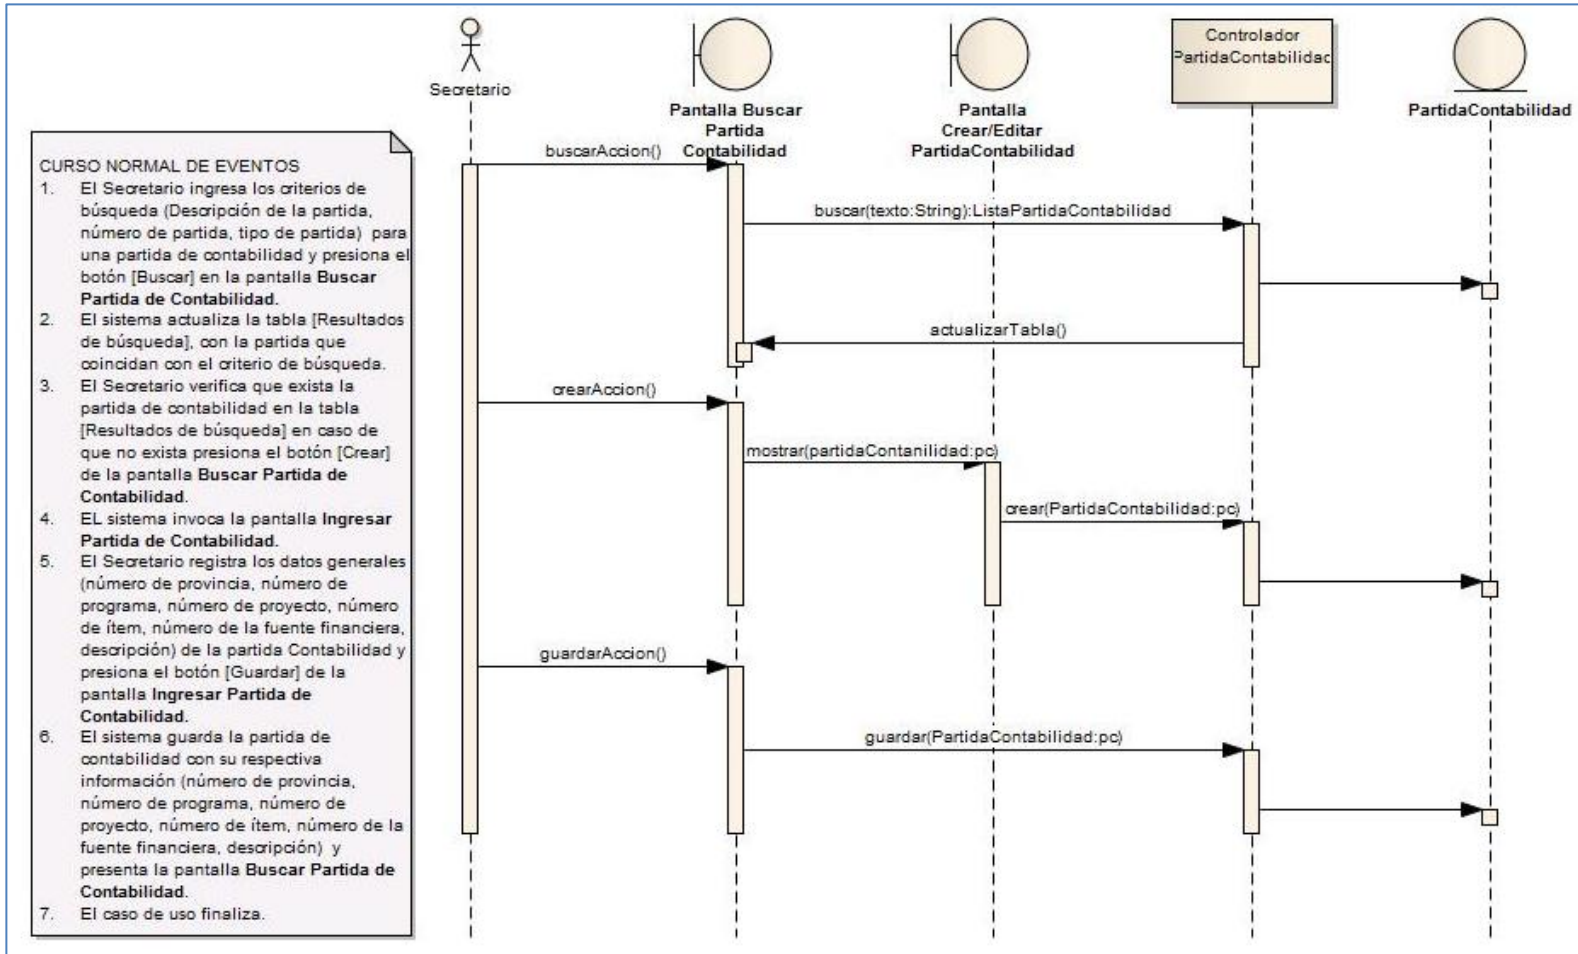 Secretario
Pantalla Buscar
Partida
Contabilidad
Pantalla
Crear/Editar
PartidaContabilidad
Controlador
PartidaContabilidad
PartidaContabilidad
CURSO NORMAL DE EVENTOS
1. El Secretario ingresa los criterios de
búsqueda (Descripción de la partida,
número de partida, tipo de partida) para
una partida de contabilidad y presiona el
botón [Buscar] en la pantalla Buscar
Partida de Contabilidad.
2. El sistema actualiza la tabla [Resultados
de búsqueda], con la partida que
coincidan con el criterio de búsqueda.
3. El Secretario verifica que exista la
partida de contabilidad en la tabla
[Resultados de búsqueda] en caso de
que no exista presiona el botón [Crear]
de la pantalla Buscar Partida de
Contabilidad.
4. EL sistema invoca la pantalla Ingresar
Partida de Contabilidad.
5. El Secretario registra los datos generales
(número de provincia, número de
programa, número de proyecto, número
de ítem, número de la fuente financiera,
descripción) de la partida Contabilidad y
presiona el botón [Guardar] de la
pantalla Ingresar Partida de
Contabilidad.
6. El sistema guarda la partida de
contabilidad con su respectiva
información (número de provincia,
número de programa, número de
proyecto, número de ítem, número de la
fuente financiera, descripción) y
presenta la pantalla Buscar Partida de
Contabilidad.
7. El caso de uso finaliza.
buscarAccion()
buscar(texto:String):ListaPartidaContabilidad
actualizarTabla()
crearAccion()
mostrar(partidaContanilidad:pc)
crear(PartidaContabilidad:pc)
guardarAccion()
guardar(PartidaContabilidad:pc)